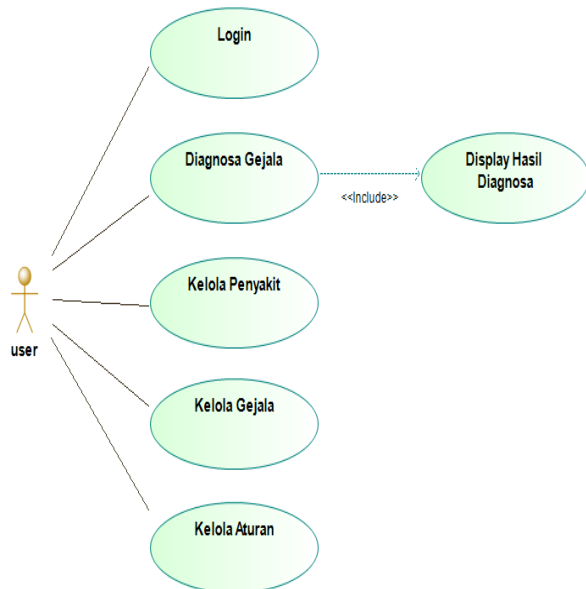 Login
Diagnosa Gejala
Display Hasil
Diagnosa
<<Include>>
Kelola Penyakit
user
Kelola Gejala
Kelola Aturan